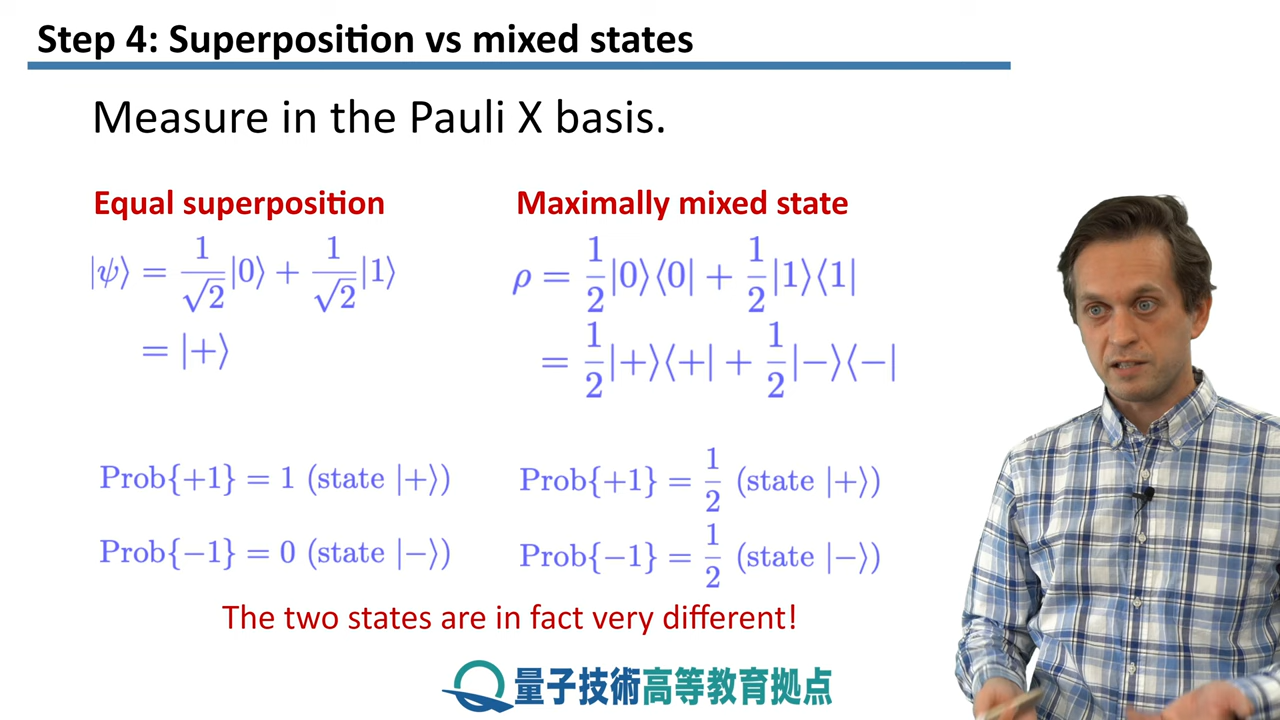 Step 4: Superposition vs mixed states
Measure in the Pauli X basis.
Equal superposition
|ψ⟩ = 1/√2 |0⟩ + 1/√2 |1⟩
= |+⟩
Prob{+1} = 1 (state |+⟩)
Prob{−1} = 0 (state |−⟩)
Maximally mixed state
ρ = 1/2 |0⟩⟨0| + 1/2 |1⟩⟨1|
= 1/2 |+⟩⟨+| + 1/2 |−⟩⟨−|
Prob{+1} = 1/2 (state |+⟩)
Prob{−1} = 1/2 (state |−⟩)
The two states are in fact very different!
量子技術高等教育拠点